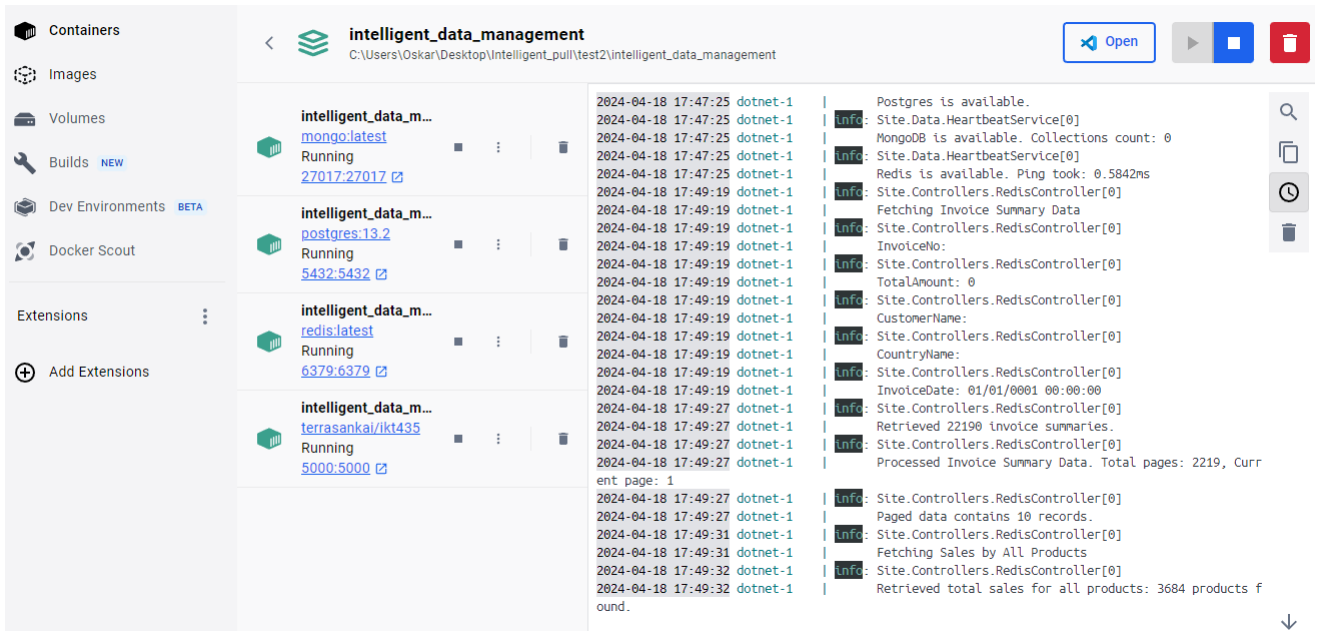 Containers
Images
Volumes
Builds NEW
Dev Environments BETA
Docker Scout
Extensions
Add Extensions
intelligent_data_management
C:\Users\Oskar\Desktop\Intelligent_pull\test2\intelligent_data_management
Open
intelligent_data_m...
mongo:latest
Running
27017:27017
intelligent_data_m...
postgres:13.2
Running
5432:5432
intelligent_data_m...
redis:latest
Running
6379:6379
intelligent_data_m...
terrasankai/ikt435
Running
5000:5000
2024-04-18 17:47:25 dotnet-1 | Postgres is available.
2024-04-18 17:47:25 dotnet-1 | info: Site.Data.HeartbeatService[0]
2024-04-18 17:47:25 dotnet-1 | MongoDB is available. Collections count: 0
2024-04-18 17:47:25 dotnet-1 | info: Site.Data.HeartbeatService[0]
2024-04-18 17:47:25 dotnet-1 | Redis is available. Ping took: 0.5842ms
2024-04-18 17:49:19 dotnet-1 | info: Site.Controllers.RedisController[0]
2024-04-18 17:49:19 dotnet-1 | Fetching Invoice Summary Data
2024-04-18 17:49:19 dotnet-1 | info: Site.Controllers.RedisController[0]
2024-04-18 17:49:19 dotnet-1 | InvoiceNo:
2024-04-18 17:49:19 dotnet-1 | info: Site.Controllers.RedisController[0]
2024-04-18 17:49:19 dotnet-1 | TotalAmount: 0
2024-04-18 17:49:19 dotnet-1 | info: Site.Controllers.RedisController[0]
2024-04-18 17:49:19 dotnet-1 | CustomerName:
2024-04-18 17:49:19 dotnet-1 | info: Site.Controllers.RedisController[0]
2024-04-18 17:49:19 dotnet-1 | CountryName:
2024-04-18 17:49:19 dotnet-1 | info: Site.Controllers.RedisController[0]
2024-04-18 17:49:19 dotnet-1 | InvoiceDate: 01/01/0001 00:00:00
2024-04-18 17:49:27 dotnet-1 | info: Site.Controllers.RedisController[0]
2024-04-18 17:49:27 dotnet-1 | Retrieved 22190 invoice summaries.
2024-04-18 17:49:27 dotnet-1 | info: Site.Controllers.RedisController[0]
2024-04-18 17:49:27 dotnet-1 | Processed Invoice Summary Data. Total pages: 2219, Curr
ent page: 1
2024-04-18 17:49:27 dotnet-1 | info: Site.Controllers.RedisController[0]
2024-04-18 17:49:27 dotnet-1 | Paged data contains 10 records.
2024-04-18 17:49:31 dotnet-1 | info: Site.Controllers.RedisController[0]
2024-04-18 17:49:31 dotnet-1 | Fetching Sales by All Products
2024-04-18 17:49:32 dotnet-1 | info: Site.Controllers.RedisController[0]
2024-04-18 17:49:32 dotnet-1 | Retrieved total sales for all products: 3684 products f
ound.